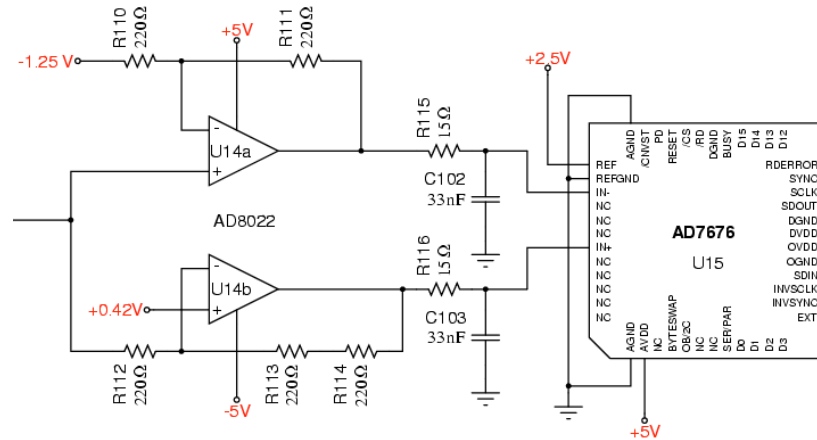 R110
220Ω
+5V
R111
220Ω
-1.25 V
-
U14a
+
R115
15Ω
C102
33nF
AD8022
-
U14b
+
+0.42V
R116
15Ω
C103
33nF
R112
220Ω
-5V
R113
220Ω
R114
220Ω
+2.5V
AGND
/CNVST
PD
RESET
/CS
/RD
DGND
BUSY
D15
D14
D13
D12
REF
REFGND
IN-
NC
NC
NC
IN+
NC
NC
NC
NC
NC
RDERROR
SYNC
SCLK
SDOUT
DGND
DVDD
OVDD
OGND
SDIN
INVSCLK
INVSYNC
EXT
AD7676
U15
AGND
AVDD
NC
BYTESWAP
OB/2C
NC
NC
SER/PAR
D0
D1
D2
D3
+5V